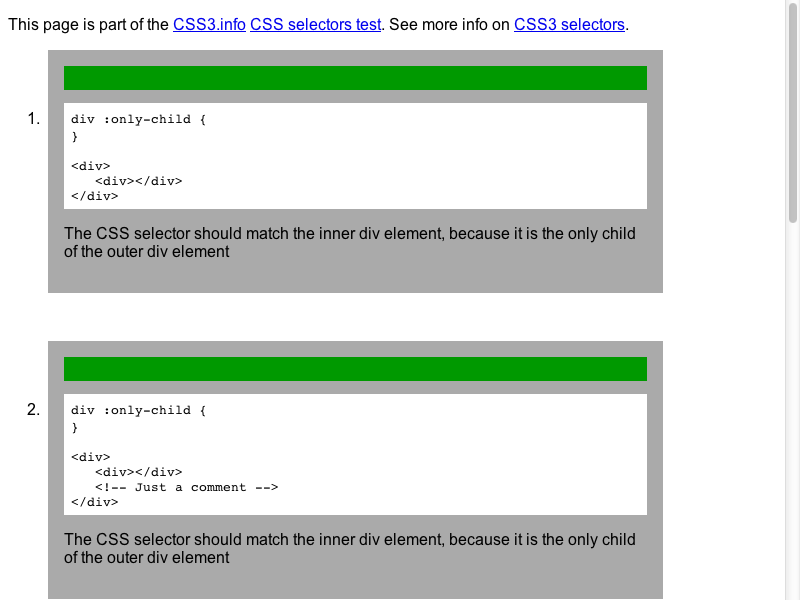 This page is part of the CSS3.info CSS selectors test. See more info on CSS3 selectors.
1.
div :only-child {
}
<div>
   <div></div>
</div>
The CSS selector should match the inner div element, because it is the only child
of the outer div element
2.
div :only-child {
}
<div>
   <div></div>
   <!-- Just a comment -->
</div>
The CSS selector should match the inner div element, because it is the only child
of the outer div element